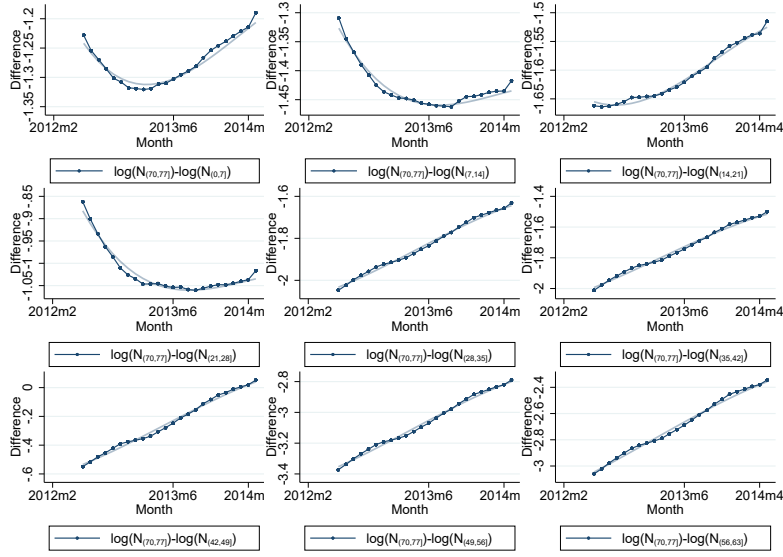 Difference
-1.35 -1.3 -1.25 -1.2
2012m2 2013m6 2014m
Month
log(N(70,77])-log(N(0,7])
Difference
-1.45 -1.4 -1.35 -1.3
2012m2 2013m6 2014m
Month
log(N(70,77])-log(N(7,14])
Difference
-1.65 -1.6 -1.55 -1.5
2012m2 2013m6 2014m4
Month
log(N(70,77])-log(N(14,21])
Difference
-1.05 -1 -.95 -.9 -.85
2012m2 2013m6 2014m
Month
log(N(70,77])-log(N(21,28])
Difference
-2 -1.8 -1.6
2012m2 2013m6 2014m
Month
log(N(70,77])-log(N(28,35])
Difference
-2 -1.8 -1.6 -1.4
2012m2 2013m6 2014m4
Month
log(N(70,77])-log(N(35,42])
Difference
-.6 -.4 -.2 0
2012m2 2013m6 2014m
Month
log(N(70,77])-log(N(42,49])
Difference
-3.4 -3.2 -3 -2.8
2012m2 2013m6 2014m
Month
log(N(70,77])-log(N(49,56])
Difference
-3 -2.8 -2.6 -2.4
2012m2 2013m6 2014m4
Month
log(N(70,77])-log(N(56,63])